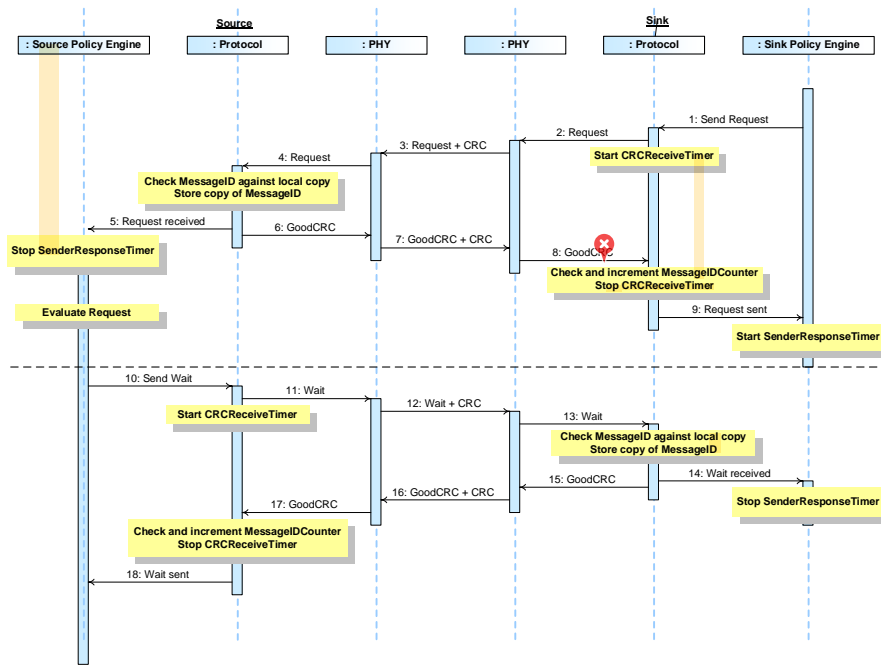 Source
Sink
: Source Policy Engine
: Protocol
: PHY
: PHY
: Protocol
: Sink Policy Engine
1: Send Request
2: Request
Start CRCReceiveTimer
3: Request + CRC
4: Request
Check MessageID against local copy
Store copy of MessageID
5: Request received
6: GoodCRC
7: GoodCRC + CRC
Stop SenderResponseTimer
8: GoodCRC
Check and increment MessageIDCounter
Stop CRCReceiveTimer
Evaluate Request
9: Request sent
Start SenderResponseTimer
10: Send Wait
11: Wait
Start CRCReceiveTimer
12: Wait + CRC
13: Wait
Check MessageID against local copy
Store copy of MessageID
14: Wait received
15: GoodCRC
16: GoodCRC + CRC
Stop SenderResponseTimer
17: GoodCRC
Check and increment MessageIDCounter
Stop CRCReceiveTimer
18: Wait sent